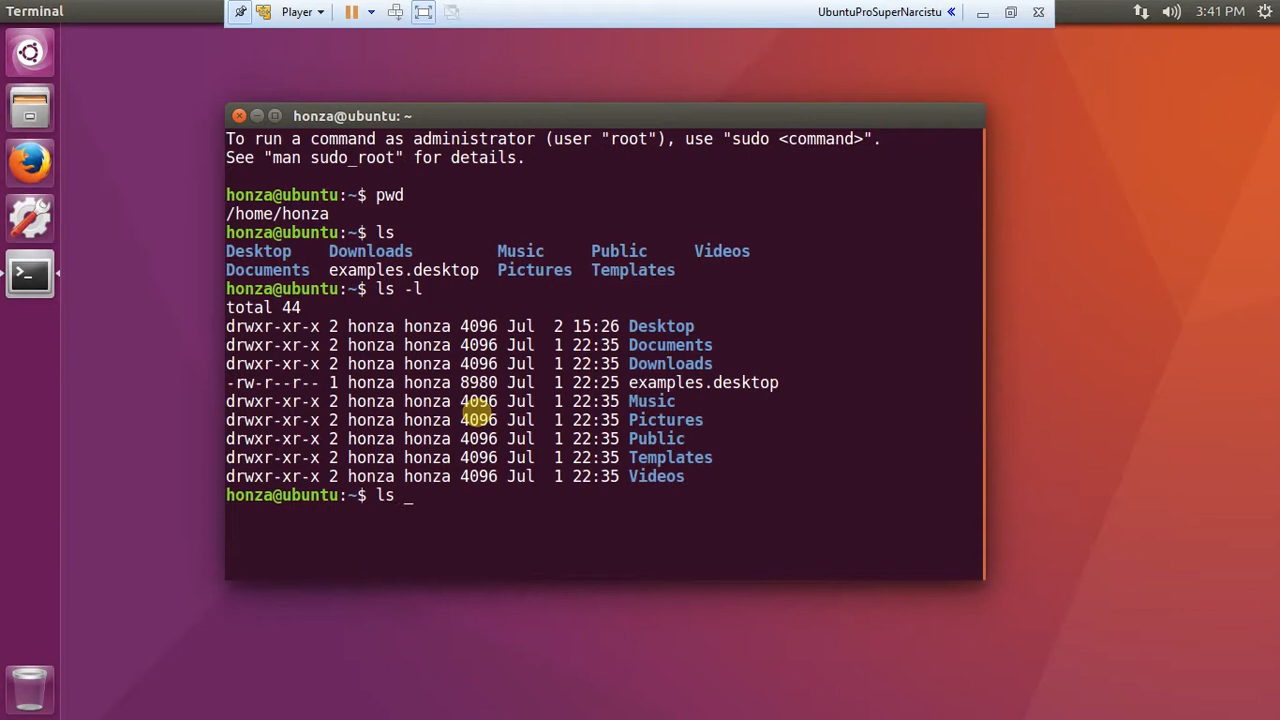 Terminal
Player
UbuntuProSuperNarcistu
3:41 PM
honza@ubuntu: ~
To run a command as administrator (user "root"), use "sudo <command>".
See "man sudo_root" for details.
honza@ubuntu:~$ pwd
/home/honza
honza@ubuntu:~$ ls
Desktop Downloads Music Public Videos
Documents examples.desktop Pictures Templates
honza@ubuntu:~$ ls -l
total 44
drwxr-xr-x 2 honza honza 4096 Jul 2 15:26 Desktop
drwxr-xr-x 2 honza honza 4096 Jul 1 22:35 Documents
drwxr-xr-x 2 honza honza 4096 Jul 1 22:35 Downloads
-rw-r--r-- 1 honza honza 8980 Jul 1 22:25 examples.desktop
drwxr-xr-x 2 honza honza 4096 Jul 1 22:35 Music
drwxr-xr-x 2 honza honza 4096 Jul 1 22:35 Pictures
drwxr-xr-x 2 honza honza 4096 Jul 1 22:35 Public
drwxr-xr-x 2 honza honza 4096 Jul 1 22:35 Templates
drwxr-xr-x 2 honza honza 4096 Jul 1 22:35 Videos
honza@ubuntu:~$ ls _